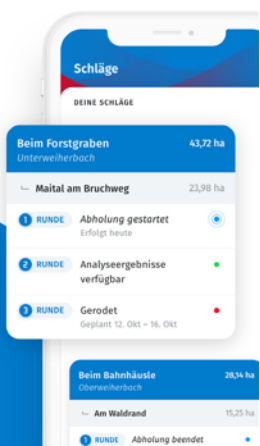 Schläge
DEINE SCHLÄGE
Beim Forstgraben 43,72 ha
Unterweiherbach
Maital am Bruchweg 23,98 ha
1 RUNDE Abholung gestartet
Erfolgt heute
2 RUNDE Analyseergebnisse
verfügbar
3 RUNDE Gerodet
Geplant 12. Okt – 16. Okt
Beim Bahnhäusle 28,14 ha
Oberweiherbach
Am Waldrand 15,25 ha
1 RUNDE Abholung beendet